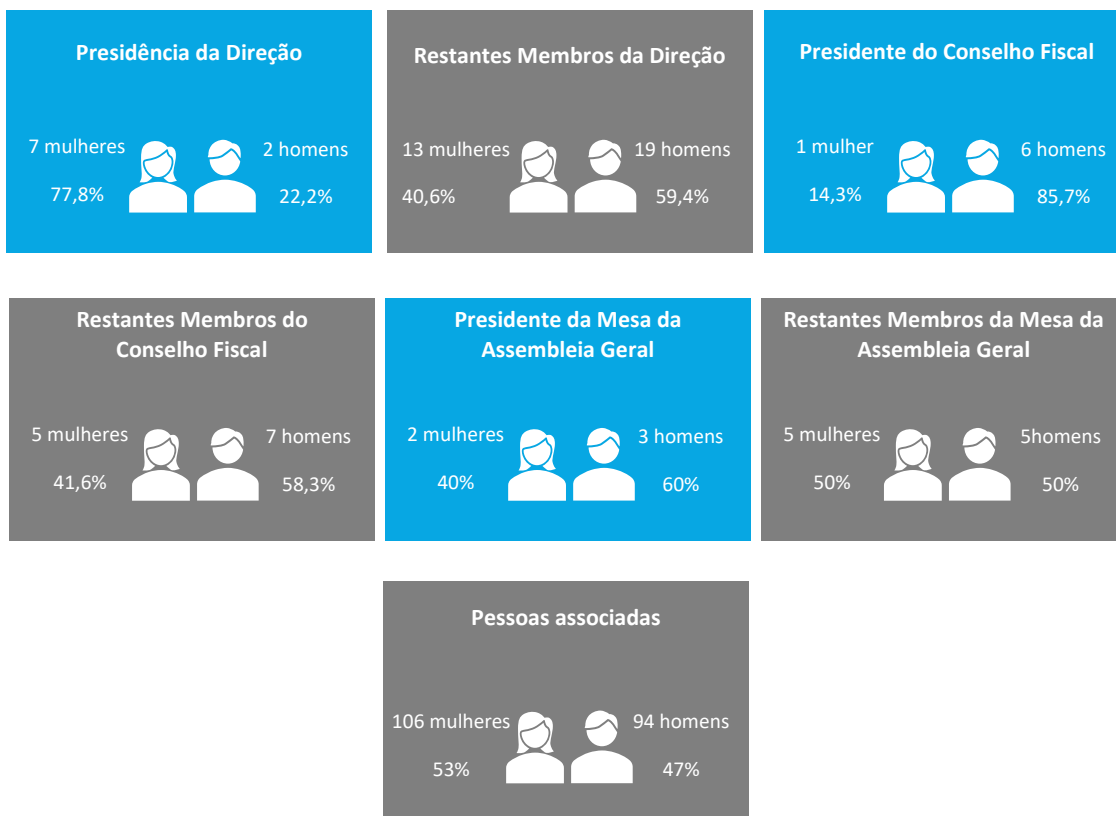 Presidência da Direção
7 mulheres
2 homens
77,8%
22,2%
Restantes Membros da Direção
13 mulheres
19 homens
40,6%
59,4%
Presidente do Conselho Fiscal
1 mulher
6 homens
14,3%
85,7%
Restantes Membros do
Conselho Fiscal
5 mulheres
7 homens
41,6%
58,3%
Presidente da Mesa da
Assembleia Geral
2 mulheres
3 homens
40%
60%
Restantes Membros da Mesa da
Assembleia Geral
5 mulheres
5homens
50%
50%
Pessoas associadas
106 mulheres
94 homens
53%
47%